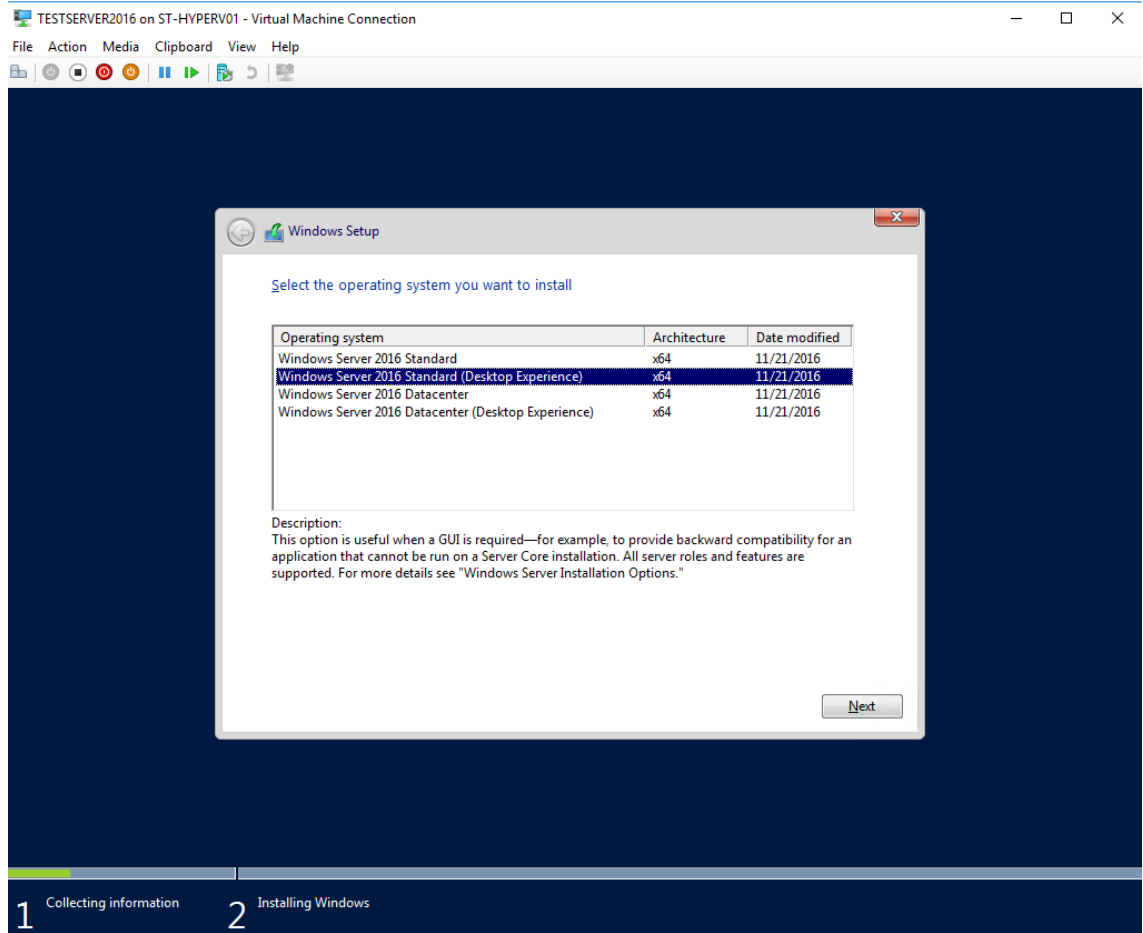 TESTSERVER2016 on ST-HYPERV01 - Virtual Machine Connection
File Action Media Clipboard View Help
Windows Setup
Select the operating system you want to install
Operating system Architecture Date modified
Windows Server 2016 Standard x64 11/21/2016
Windows Server 2016 Standard (Desktop Experience) x64 11/21/2016
Windows Server 2016 Datacenter x64 11/21/2016
Windows Server 2016 Datacenter (Desktop Experience) x64 11/21/2016
Description:
This option is useful when a GUI is required—for example, to provide backward compatibility for an
application that cannot be run on a Server Core installation. All server roles and features are
supported. For more details see "Windows Server Installation Options."
Next
1 Collecting information 2 Installing Windows